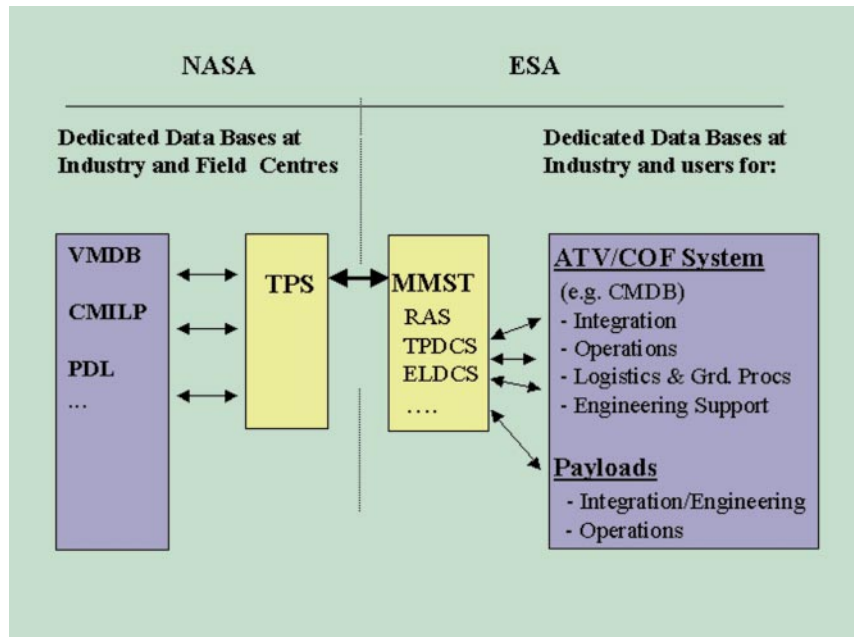 NASA
ESA
Dedicated Data Bases at
Industry and Field Centres
Dedicated Data Bases at
Industry and users for:
VMDB
CMILP
PDL
...
TPS
MMST
RAS
TPDCS
ELDCS
....
ATV/COF System
(e.g. CMDB)
- Integration
- Operations
- Logistics & Grd. Procs
- Engineering Support
Payloads
- Integration/Engineering
- Operations